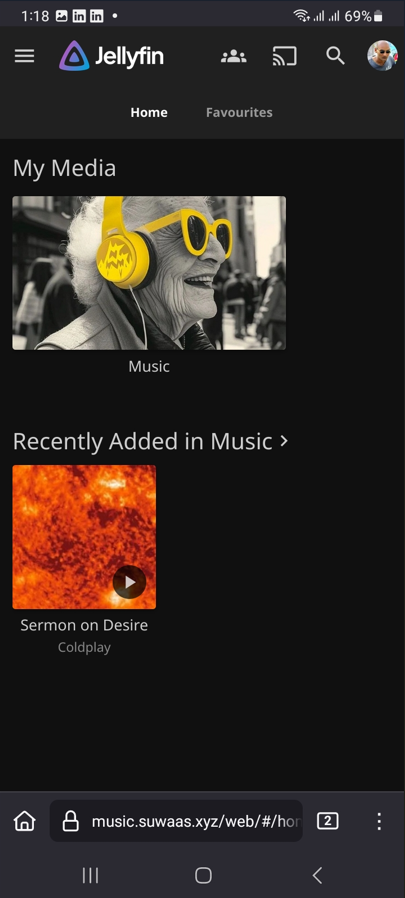 1:18
69%
Jellyfin
Home
Favourites
My Media
Music
Recently Added in Music
Sermon on Desire
Coldplay
music.suwaas.xyz/web/#/hor
2